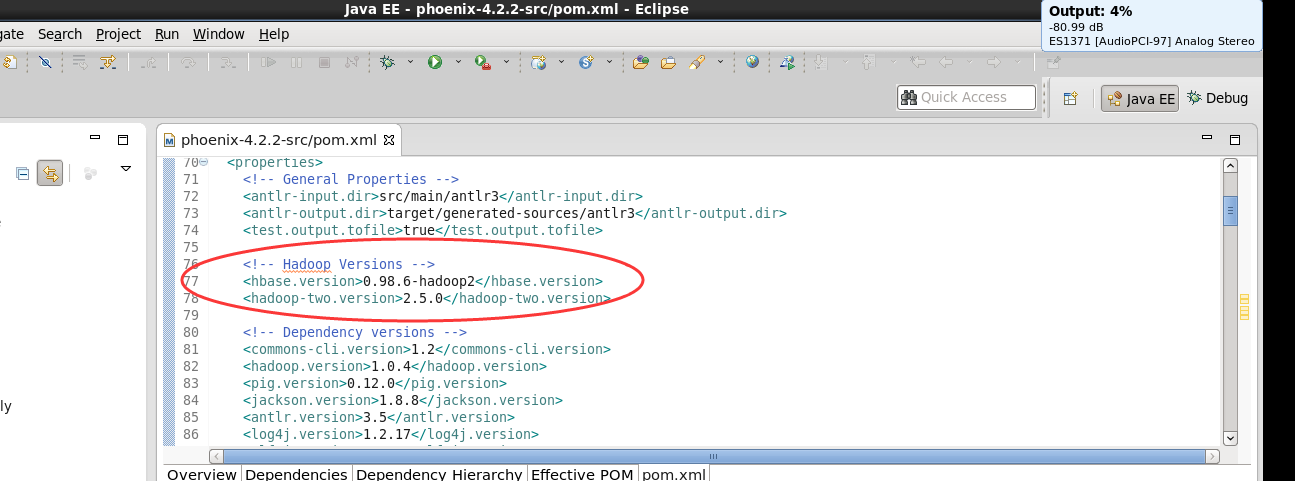 Java EE - phoenix-4.2.2-src/pom.xml - Eclipse
Output: 4%
-80.99 dB
ES1371 [AudioPCI-97] Analog Stereo
gate Search Project Run Window Help
Quick Access
Java EE
Debug
phoenix-4.2.2-src/pom.xml
70 <properties>
71 <!-- General Properties -->
72 <antlr-input.dir>src/main/antlr3</antlr-input.dir>
73 <antlr-output.dir>target/generated-sources/antlr3</antlr-output.dir>
74 <test.output.tofile>true</test.output.tofile>
75
76 <!-- Hadoop Versions -->
77 <hbase.version>0.98.6-hadoop2</hbase.version>
78 <hadoop-two.version>2.5.0</hadoop-two.version>
79
80 <!-- Dependency versions -->
81 <commons-cli.version>1.2</commons-cli.version>
82 <hadoop.version>1.0.4</hadoop.version>
83 <pig.version>0.12.0</pig.version>
84 <jackson.version>1.8.8</jackson.version>
85 <antlr.version>3.5</antlr.version>
86 <log4j.version>1.2.17</log4j.version>
ly
Overview Dependencies Dependency Hierarchy Effective POM pom.xml